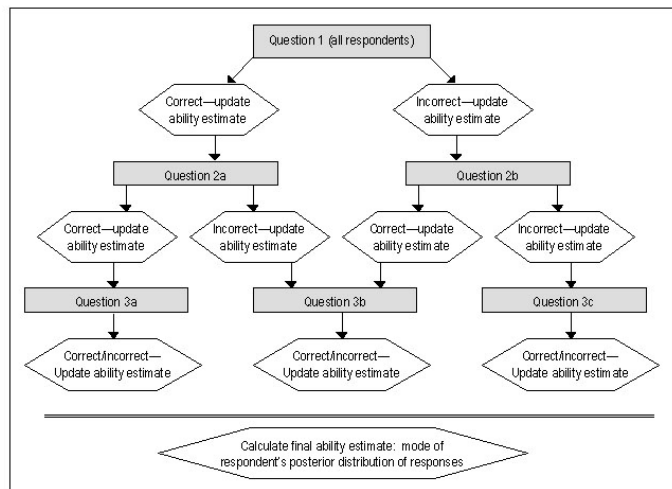 Question 1 (all respondents)
Correct—update
ability estimate
Incorrect—update
ability estimate
Question 2a
Question 2b
Correct—update
ability estimate
Incorrect—update
ability estimate
Correct—update
ability estimate
Incorrect—update
ability estimate
Question 3a
Question 3b
Question 3c
Correct/incorrect—
Update ability estimate
Correct/incorrect—
Update ability estimate
Correct/incorrect—
Update ability estimate
Calculate final ability estimate: mode of
respondent's posterior distribution of responses